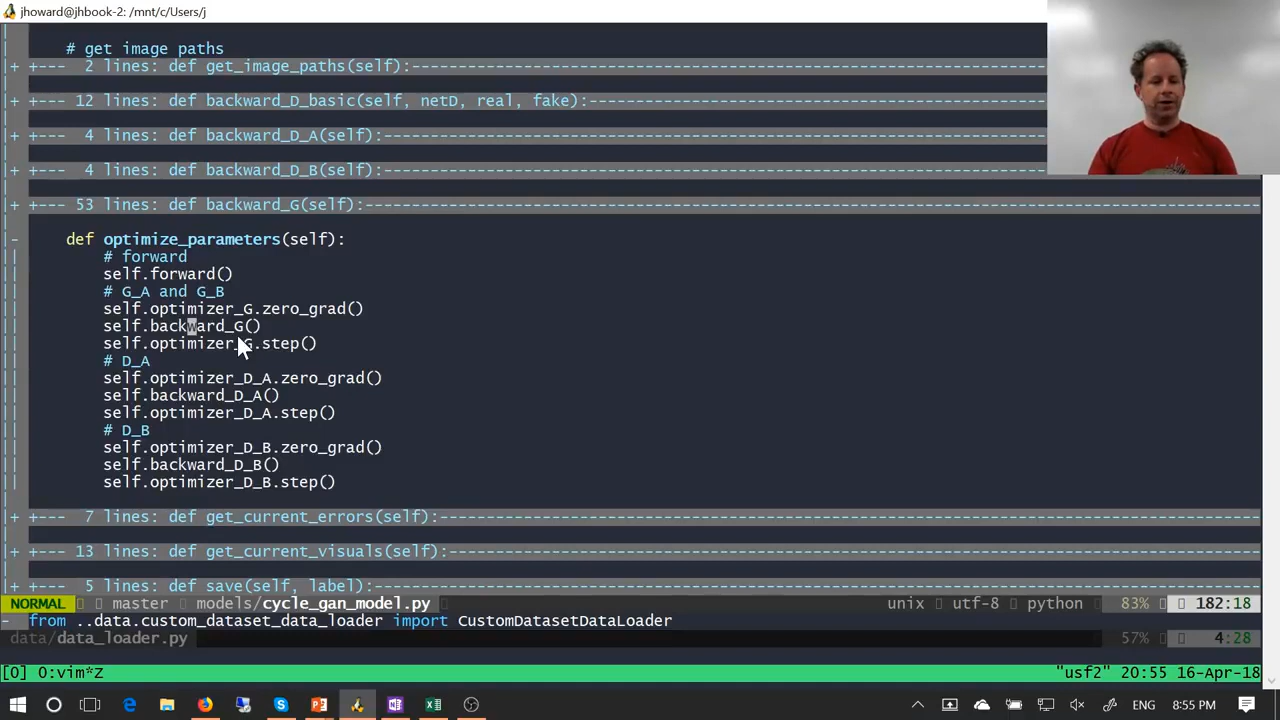 jhoward@jhbook-2: /mnt/c/Users/j
# get image paths
+ +--- 2 lines: def get_image_paths(self):
+ +--- 12 lines: def backward_D_basic(self, netD, real, fake):
+ +--- 4 lines: def backward_D_A(self):
+ +--- 4 lines: def backward_D_B(self):
+ +--- 53 lines: def backward_G(self):
- def optimize_parameters(self):
# forward
self.forward()
# G_A and G_B
self.optimizer_G.zero_grad()
self.backward_G()
self.optimizer_G.step()
# D_A
self.optimizer_D_A.zero_grad()
self.backward_D_A()
self.optimizer_D_A.step()
# D_B
self.optimizer_D_B.zero_grad()
self.backward_D_B()
self.optimizer_D_B.step()
+ +--- 7 lines: def get_current_errors(self):
+ +--- 13 lines: def get_current_visuals(self):
+ +--- 5 lines: def save(self, label):
NORMAL master models/cycle_gan_model.py unix utf-8 python 83% 182:18
- from ..data.custom_dataset_data_loader import CustomDatasetDataLoader
data/data_loader.py 57% 4:28
[0] 0:vim*Z "usf2" 20:55 16-Apr-18
ENG 8:55 PM